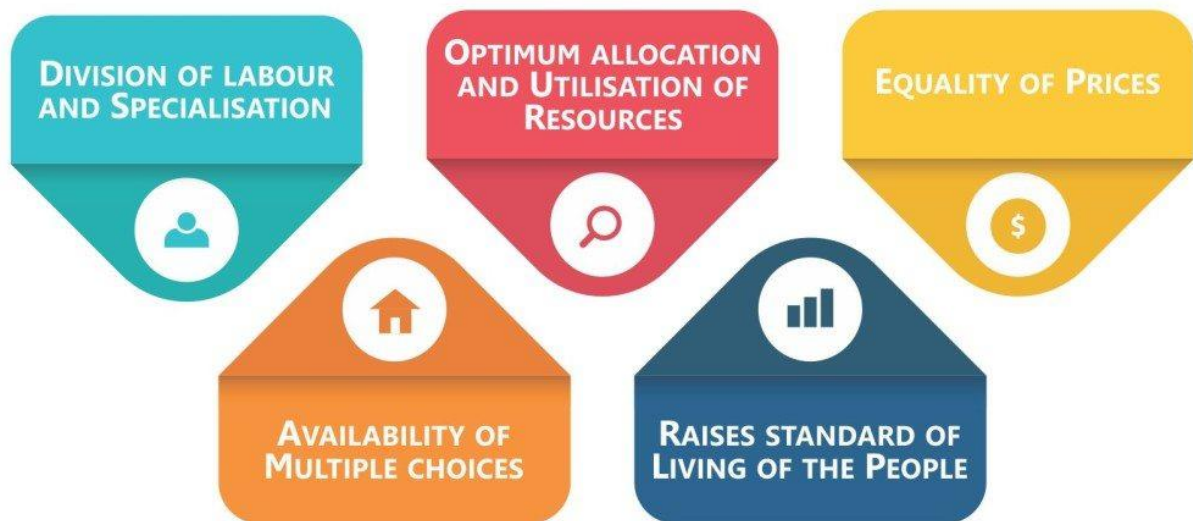 DIVISION OF LABOUR
AND SPECIALISATION
OPTIMUM ALLOCATION
AND UTILISATION OF
RESOURCES
EQUALITY OF PRICES
$
AVAILABILITY OF
MULTIPLE CHOICES
RAISES STANDARD OF
LIVING OF THE PEOPLE